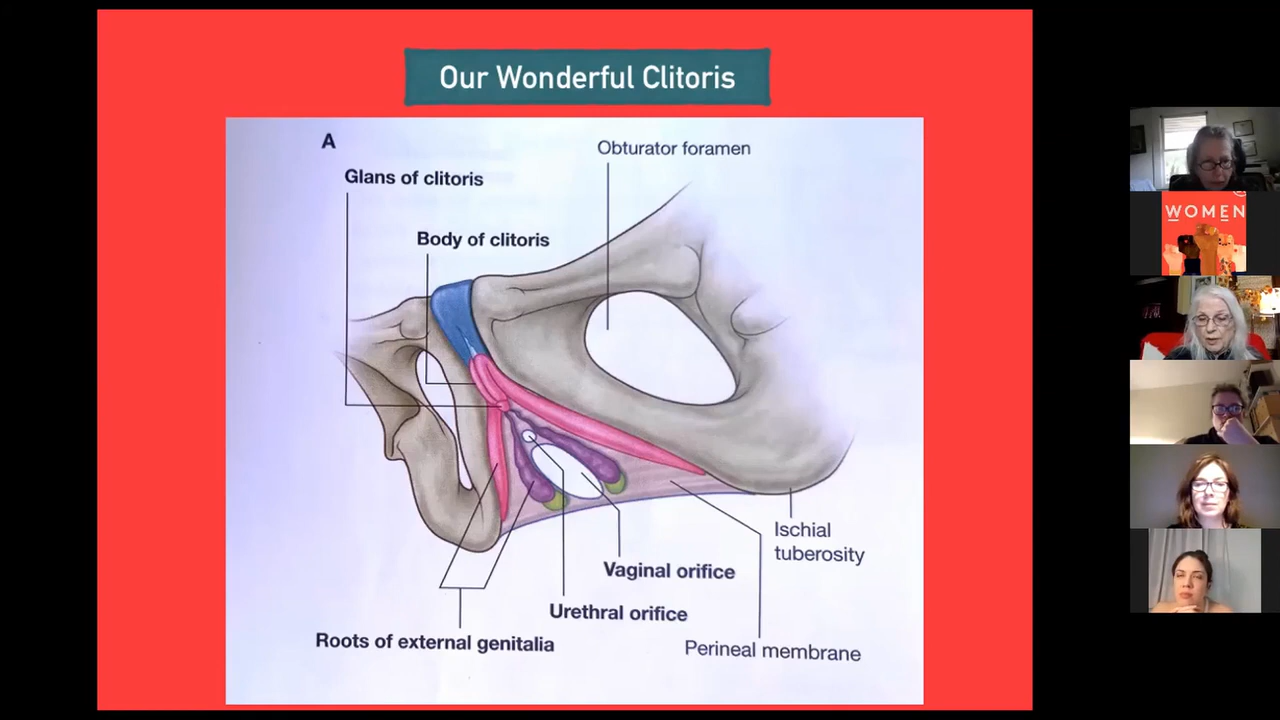 Our Wonderful Clitoris
A
Obturator foramen
Glans of clitoris
Body of clitoris
Ischial
tuberosity
Vaginal orifice
Urethral orifice
Roots of external genitalia
Perineal membrane
WOMEN